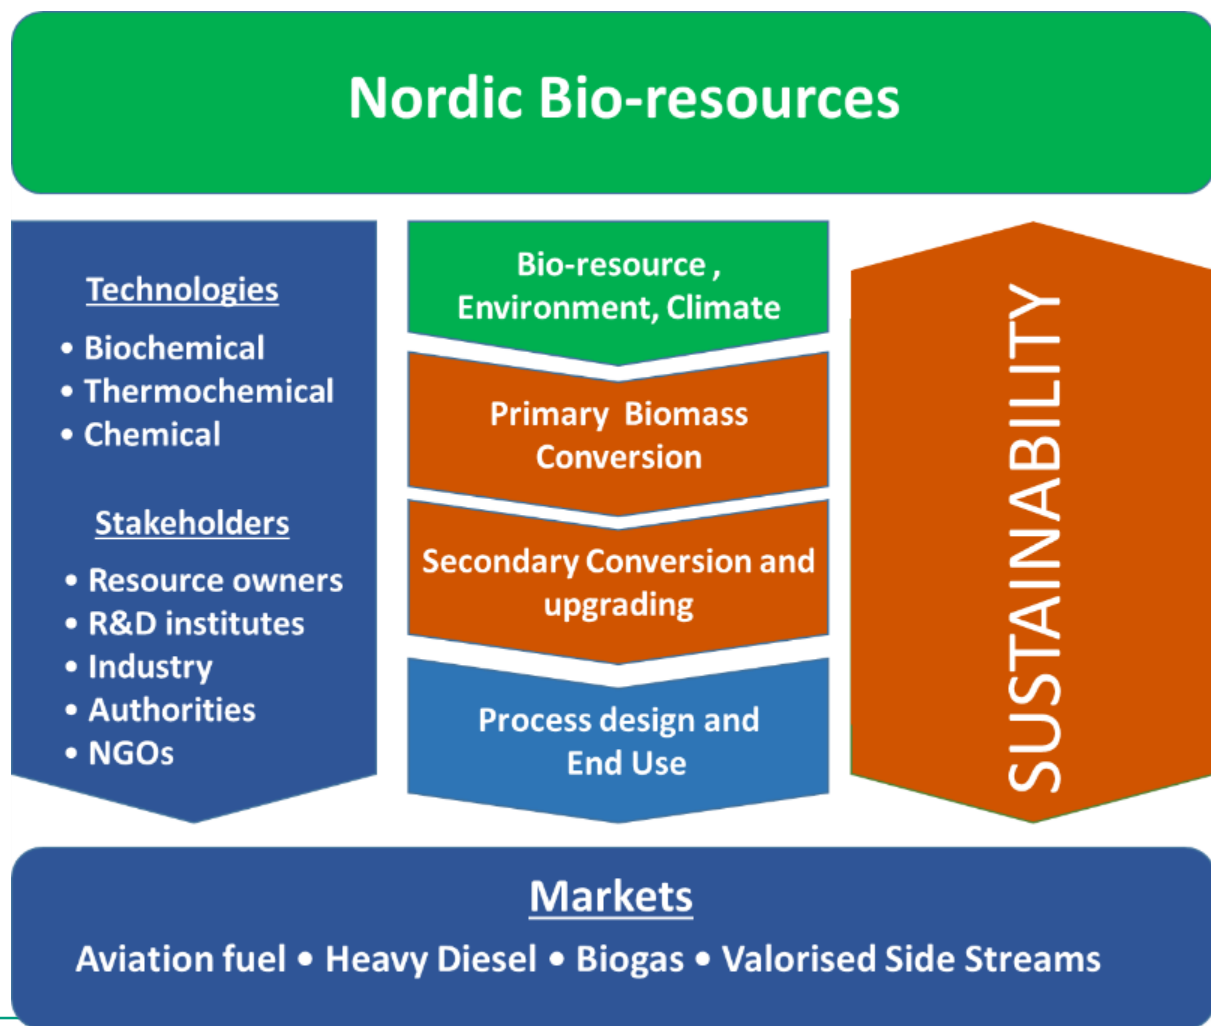 Nordic Bio-resources
Technologies
• Biochemical
• Thermochemical
• Chemical
Stakeholders
• Resource owners
• R&D institutes
• Industry
• Authorities
• NGOs
Bio-resource ,
Environment, Climate
Primary Biomass
Conversion
Secondary Conversion and
upgrading
Process design and
End Use
SUSTAINABILITY
Markets
Aviation fuel • Heavy Diesel • Biogas • Valorised Side Streams